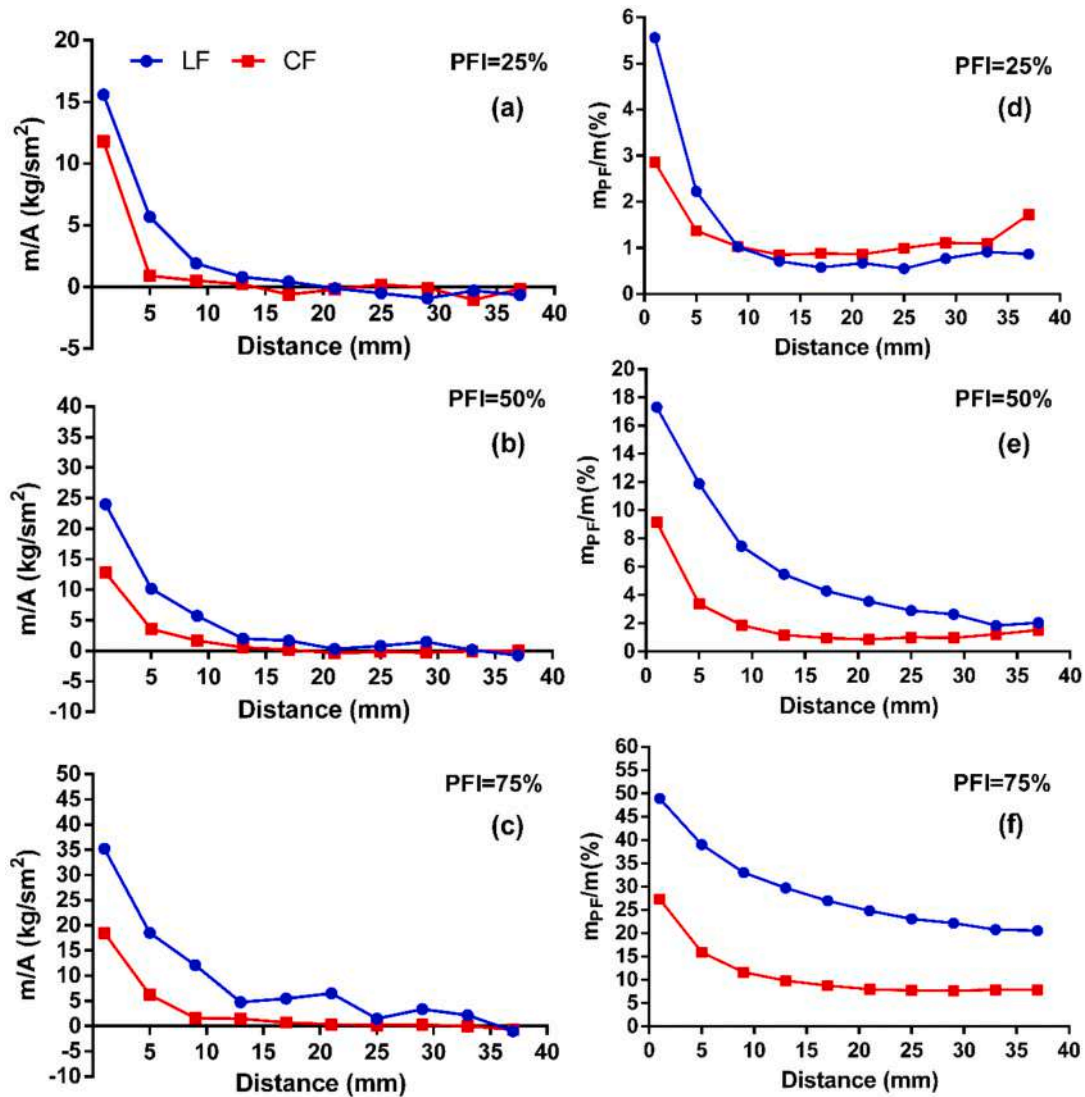 LF CF
PFI=25%
(a)
m/A (kg/sm²)
20
15
10
5
0
-5
5 10 15 20 25 30 35 40
Distance (mm)
PFI=25%
(d)
mPF/m(%)
6
5
4
3
2
1
0
0 5 10 15 20 25 30 35 40
Distance (mm)
PFI=50%
(b)
m/A (kg/sm²)
40
35
30
25
20
15
10
5
0
-5
-10
5 10 15 20 25 30 35 40
Distance (mm)
PFI=50%
(e)
mPF/m(%)
20
18
16
14
12
10
8
6
4
2
0
0 5 10 15 20 25 30 35 40
Distance (mm)
PFI=75%
(c)
m/A (kg/sm²)
50
45
40
35
30
25
20
15
10
5
0
-5
-10
5 10 15 20 25 30 35 40
Distance (mm)
PFI=75%
(f)
mPF/m(%)
60
55
50
45
40
35
30
25
20
15
10
5
0
0 5 10 15 20 25 30 35 40
Distance (mm)